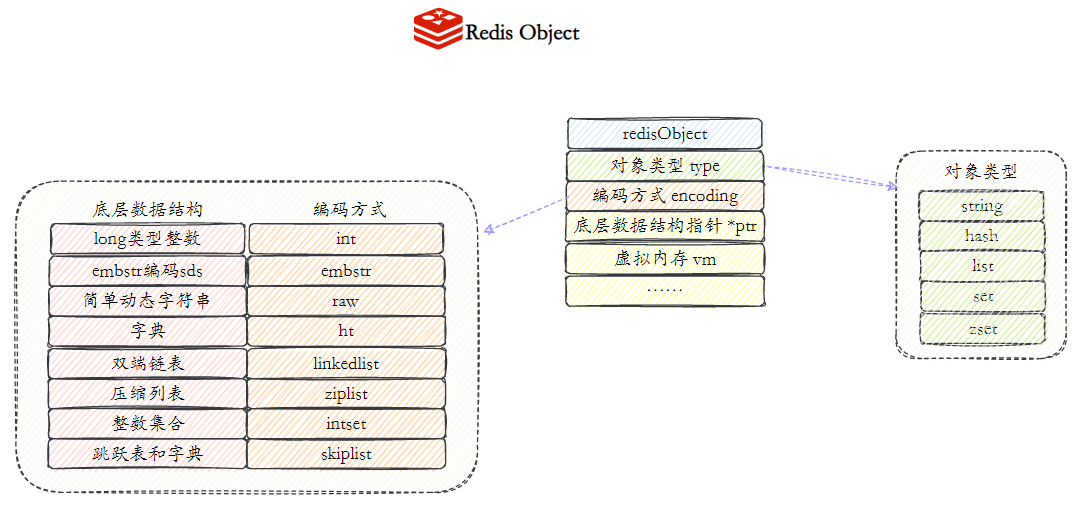 Redis Object
redisObject
对象类型 type
编码方式 encoding
底层数据结构指针 *ptr
虚拟内存 vm
……
对象类型
string
hash
list
set
zset
底层数据结构 编码方式
long类型整数 int
embstr编码sds embstr
简单动态字符串 raw
字典 ht
双端链表 linkedlist
压缩列表 ziplist
整数集合 intset
跳跃表和字典 skiplist